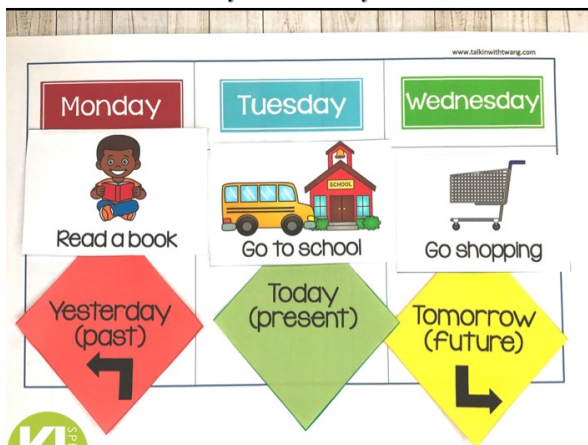 www.talkinwithtwang.com
Monday
Tuesday
Wednesday
SCHOOL
Read a book
Go to school
Go shopping
Yesterday
(past)
Today
(present)
Tomorrow
(future)